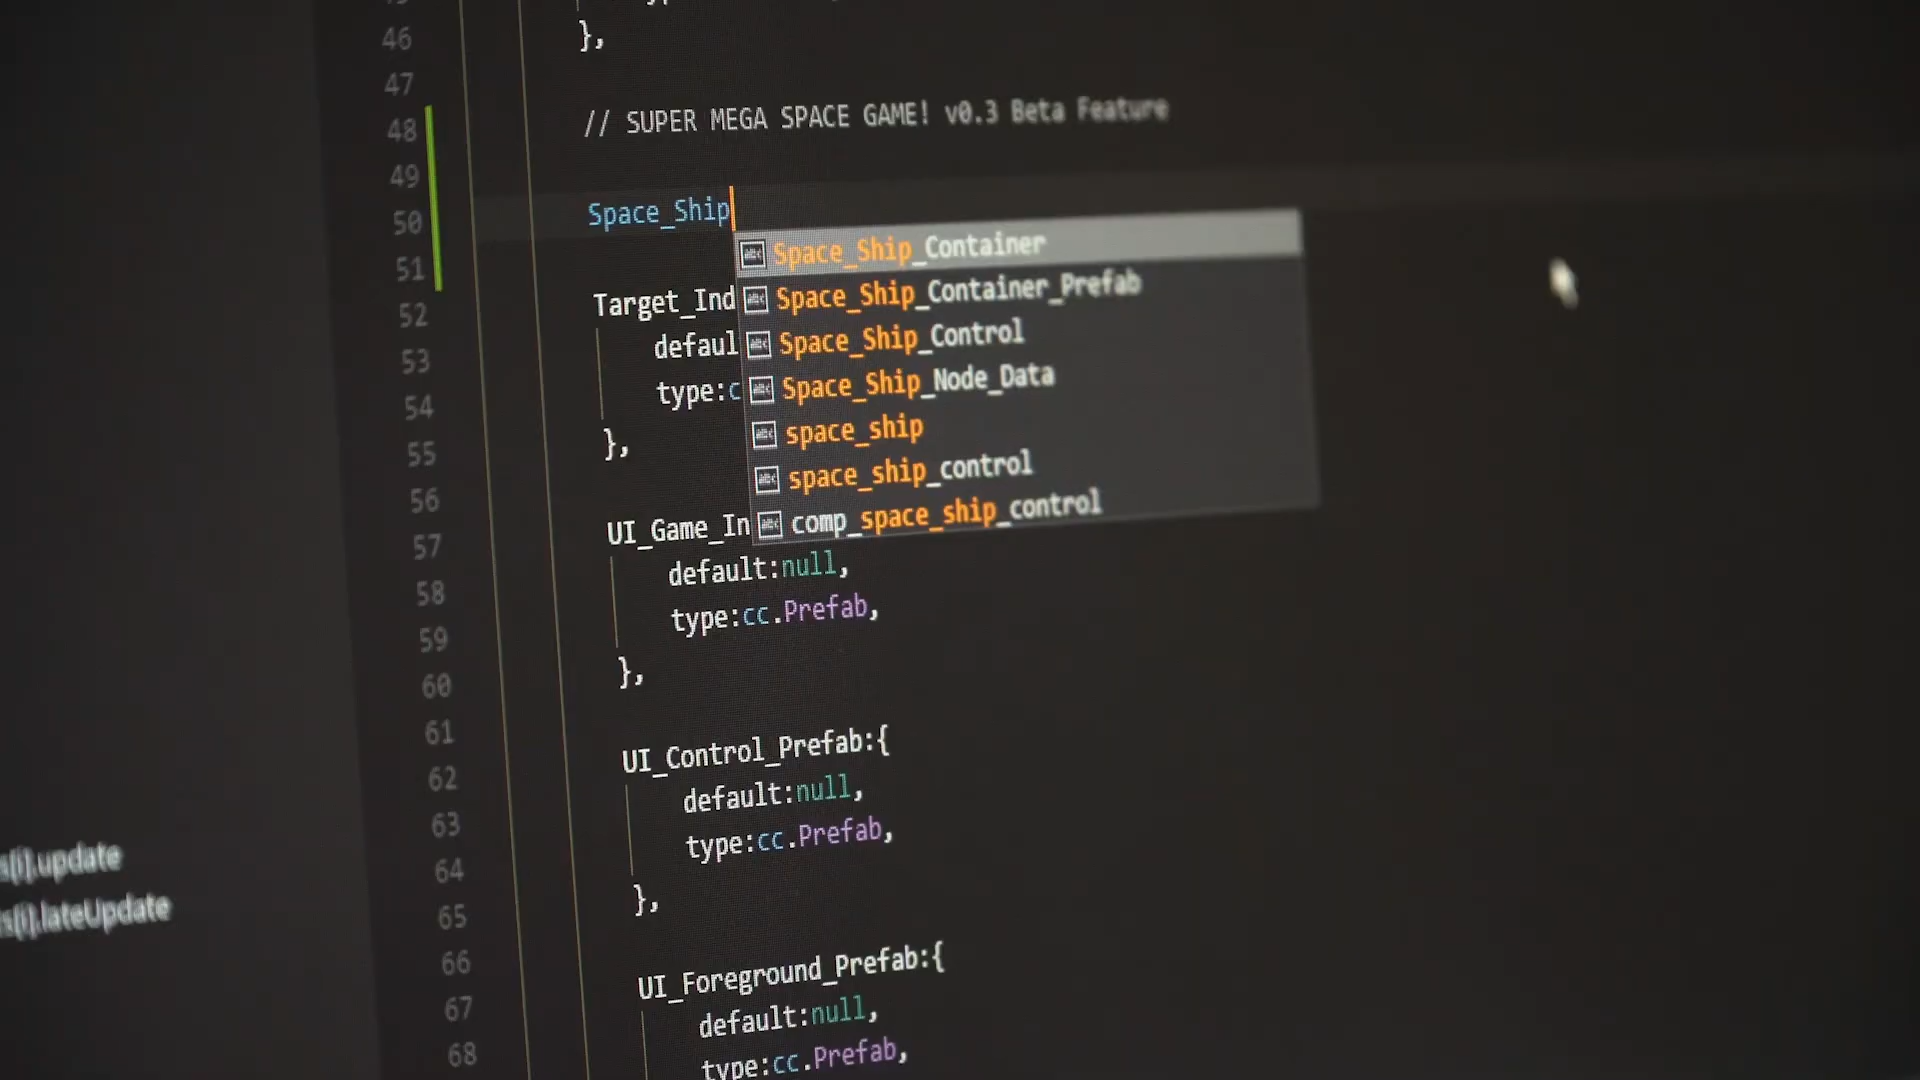 46 },
47
48 // SUPER MEGA SPACE GAME! v0.3 Beta Feature
49
50 Space_Ship
Space_Ship_Container
51
Space_Ship_Container_Prefab
52 Target_Ind
Space_Ship_Control
53 defaul
Space_Ship_Node_Data
54 type:c
space_ship
55 },
space_ship_control
56
comp_space_ship_control
57 UI_Game_In
58 default:null,
59 type:cc.Prefab,
60 },
61
62 UI_Control_Prefab:{
63 default:null,
64 type:cc.Prefab,
65 },
66
67 UI_Foreground_Prefab:{
68 default:null,
type:cc.Prefab,
s[i].update
s[i].lateUpdate